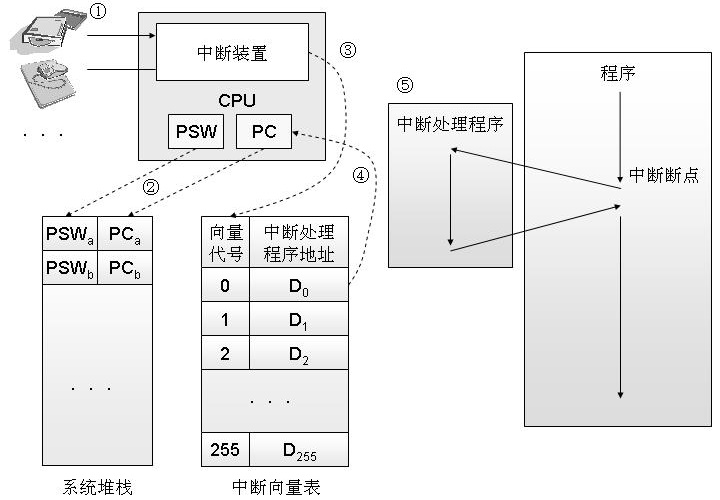 ①
中断装置
③
CPU
PSW
PC
. . .
②
④
⑤
中断处理程序
程序
中断断点
PSWa PCa
PSWb PCb
. . .
系统堆栈
向量代号 中断处理程序地址
0 D0
1 D1
2 D2
. . .
255 D255
中断向量表